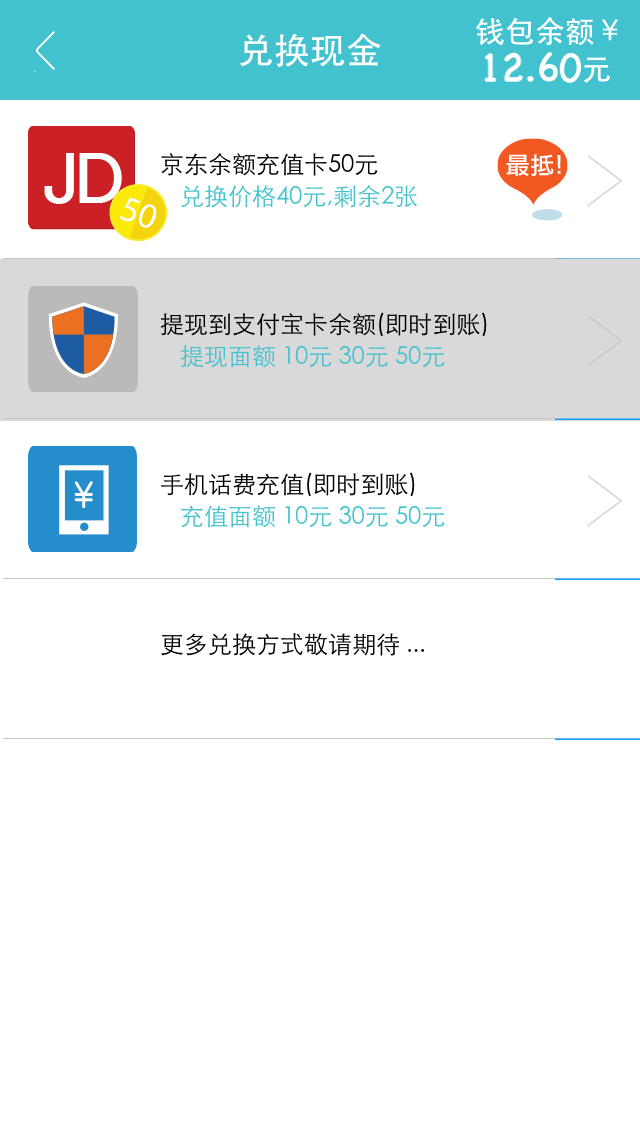 兑换现金
钱包余额￥
12.60元
JD
50
京东余额充值卡50元
兑换价格40元,剩余2张
最抵!
提现到支付宝卡余额(即时到账)
提现面额 10元 30元 50元
¥
手机话费充值(即时到账)
充值面额 10元 30元 50元
更多兑换方式敬请期待 ...